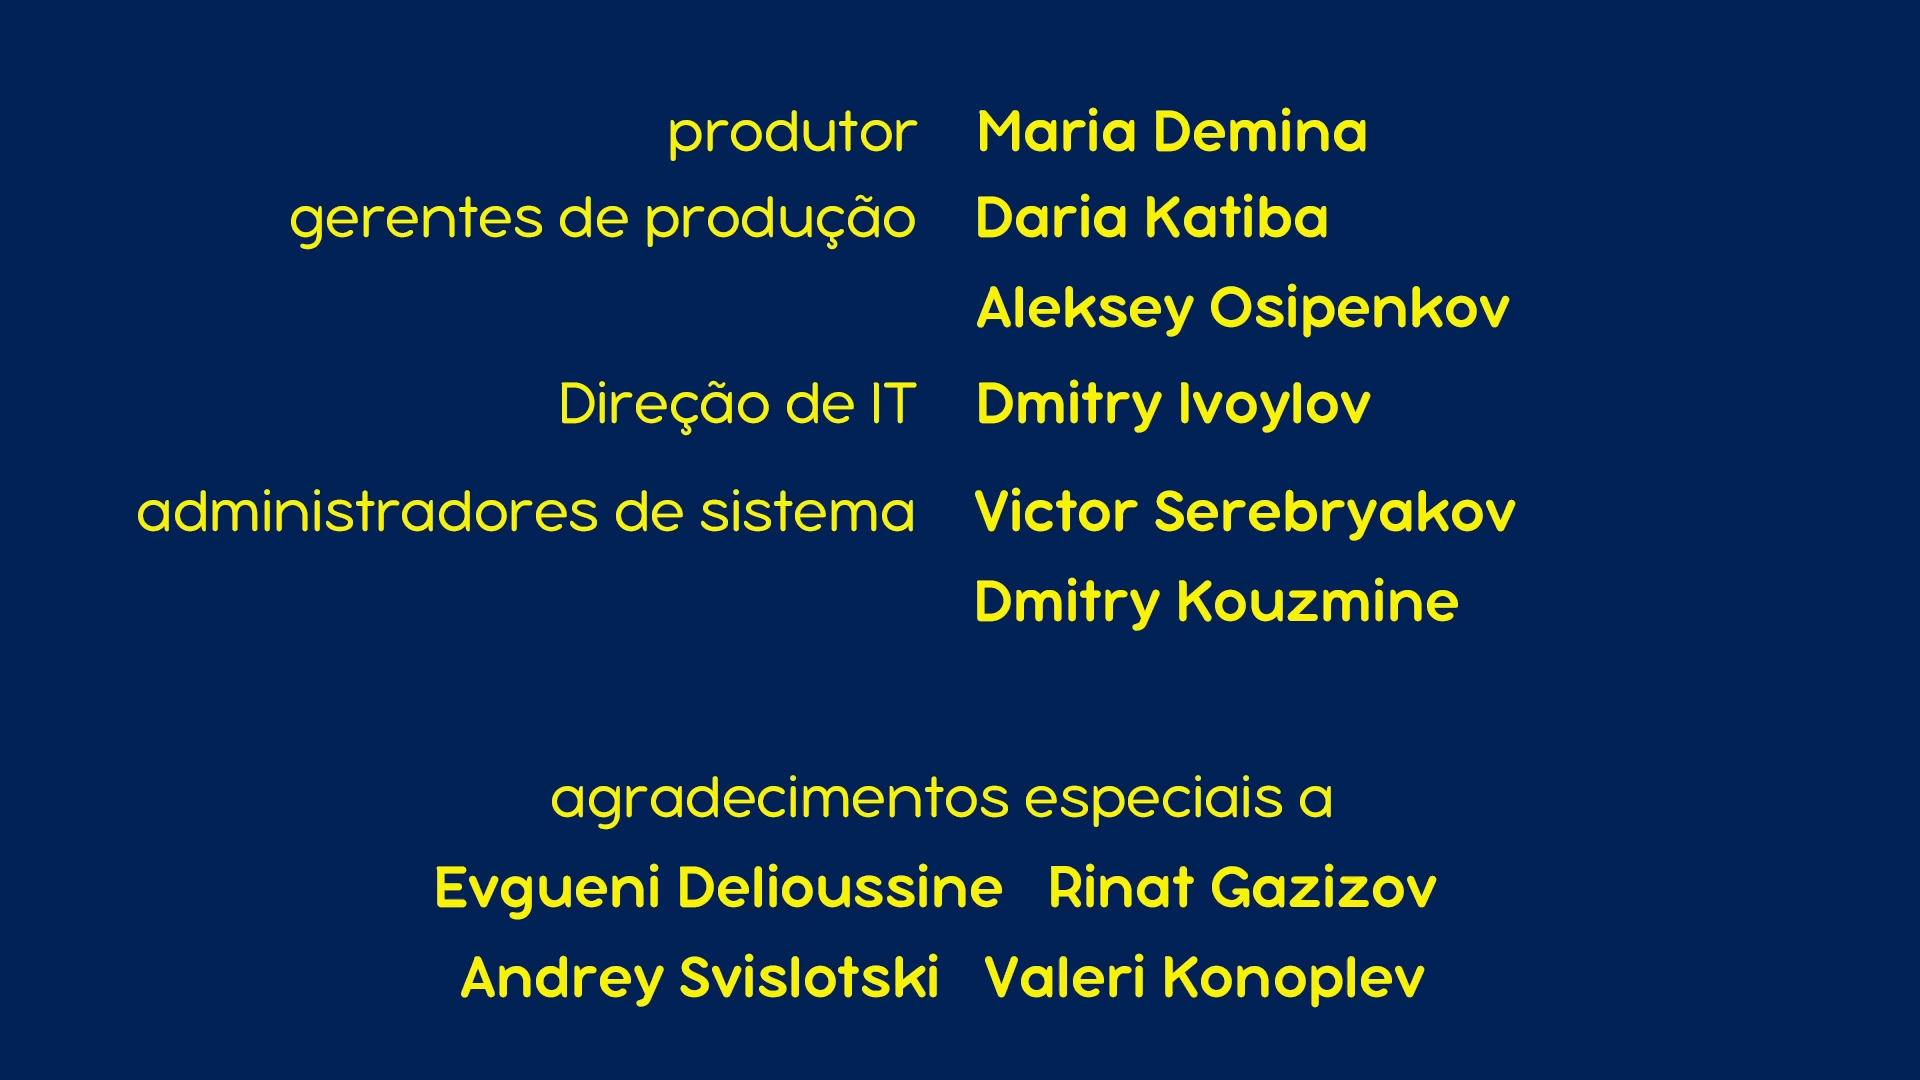 produtor Maria Demina
gerentes de produção Daria Katiba
Aleksey Osipenkov
Direção de IT Dmitry Ivoylov
administradores de sistema Victor Serebryakov
Dmitry Kouzmine
agradecimentos especiais a
Evgueni Delioussine Rinat Gazizov
Andrey Svislotski Valeri Konoplev